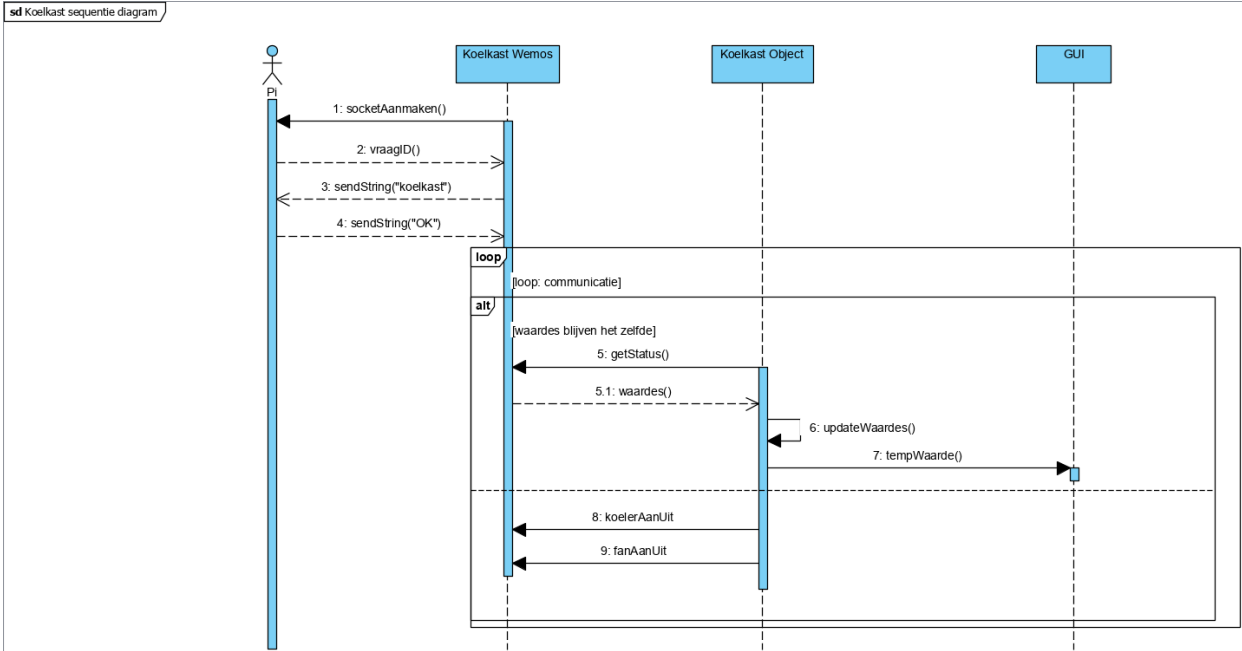 sd Koelkast sequentie diagram
Koelkast Wemos
Koelkast Object
GUI
Pi
1: socketAanmaken()
2: vraagID()
3: sendString("koelkast")
4: sendString("OK")
loop
[loop: communicatie]
alt
[waardes blijven het zelfde]
5: getStatus()
5.1: waardes()
6: updateWaardes()
7: tempWaarde()
8: koelerAanUit
9: fanAanUit